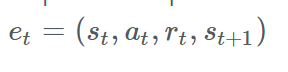 e_t = (s_t, a_t, r_t, s_{t+1})